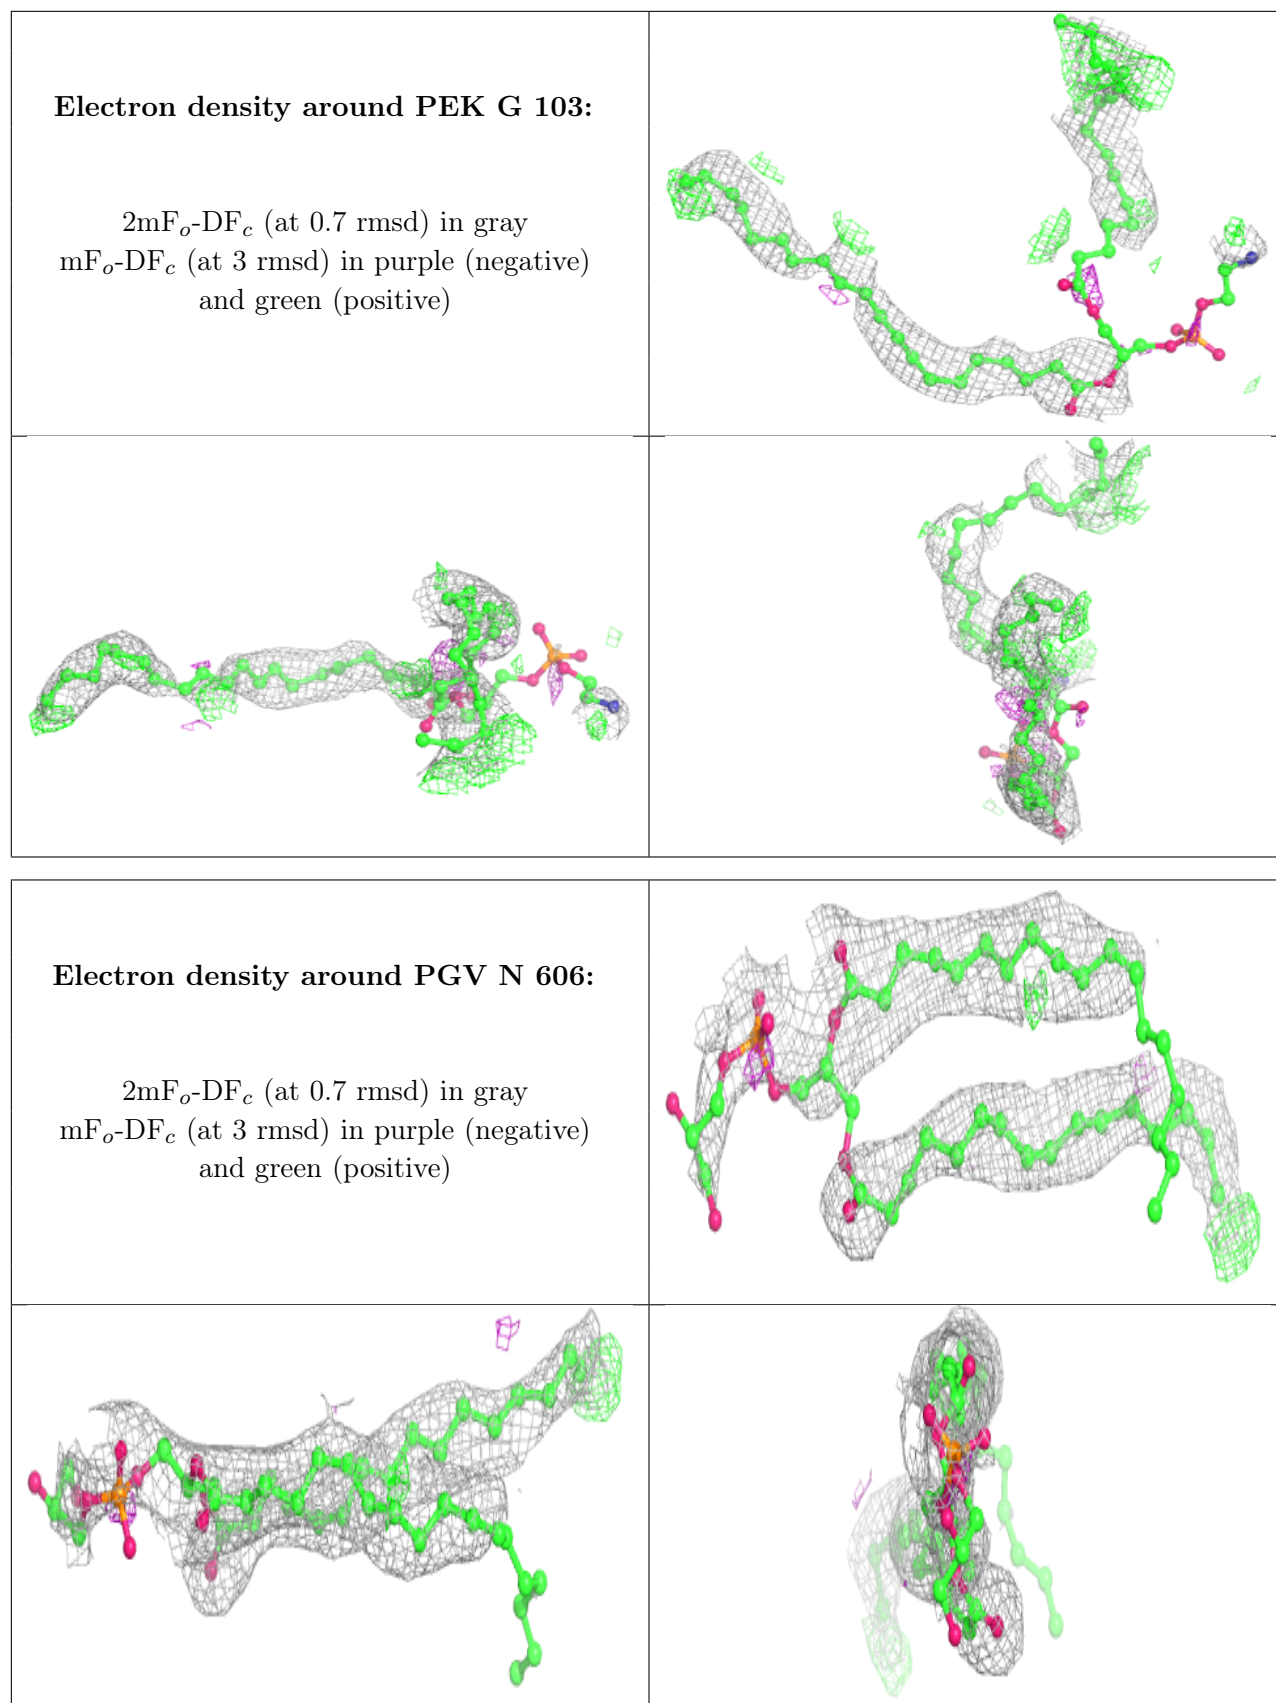 Electron density around PEK G 103:
2mFo-DFc (at 0.7 rmsd) in gray
mFo-DFc (at 3 rmsd) in purple (negative)
and green (positive)
Electron density around PGV N 606:
2mFo-DFc (at 0.7 rmsd) in gray
mFo-DFc (at 3 rmsd) in purple (negative)
and green (positive)